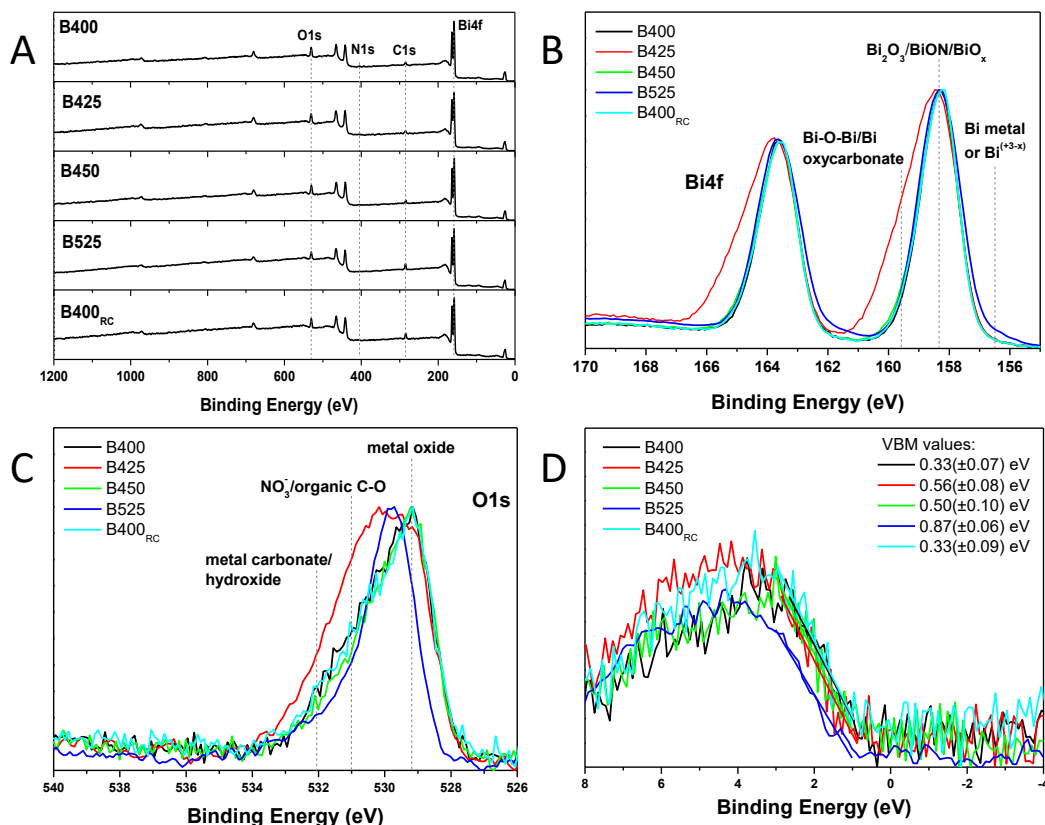 A
B400
O1s
N1s
C1s
Bi4f
B425
B450
B525
B400RC
1200 1000 800 600 400 200 0
Binding Energy (eV)
B
B400
B425
B450
B525
B400RC
Bi2O3/BiON/BiOx
Bi-O-Bi/Bi
oxycarbonate
Bi metal
or Bi(+3-x)
Bi4f
170 168 166 164 162 160 158 156
Binding Energy (eV)
C
B400
B425
B450
B525
B400RC
metal oxide
NO3-/organic C-O
O1s
metal carbonate/
hydroxide
540 538 536 534 532 530 528 526
Binding Energy (eV)
D
B400
B425
B450
B525
B400RC
VBM values:
0.33(±0.07) eV
0.56(±0.08) eV
0.50(±0.10) eV
0.87(±0.06) eV
0.33(±0.09) eV
8 6 4 2 0 -2 -4
Binding Energy (eV)